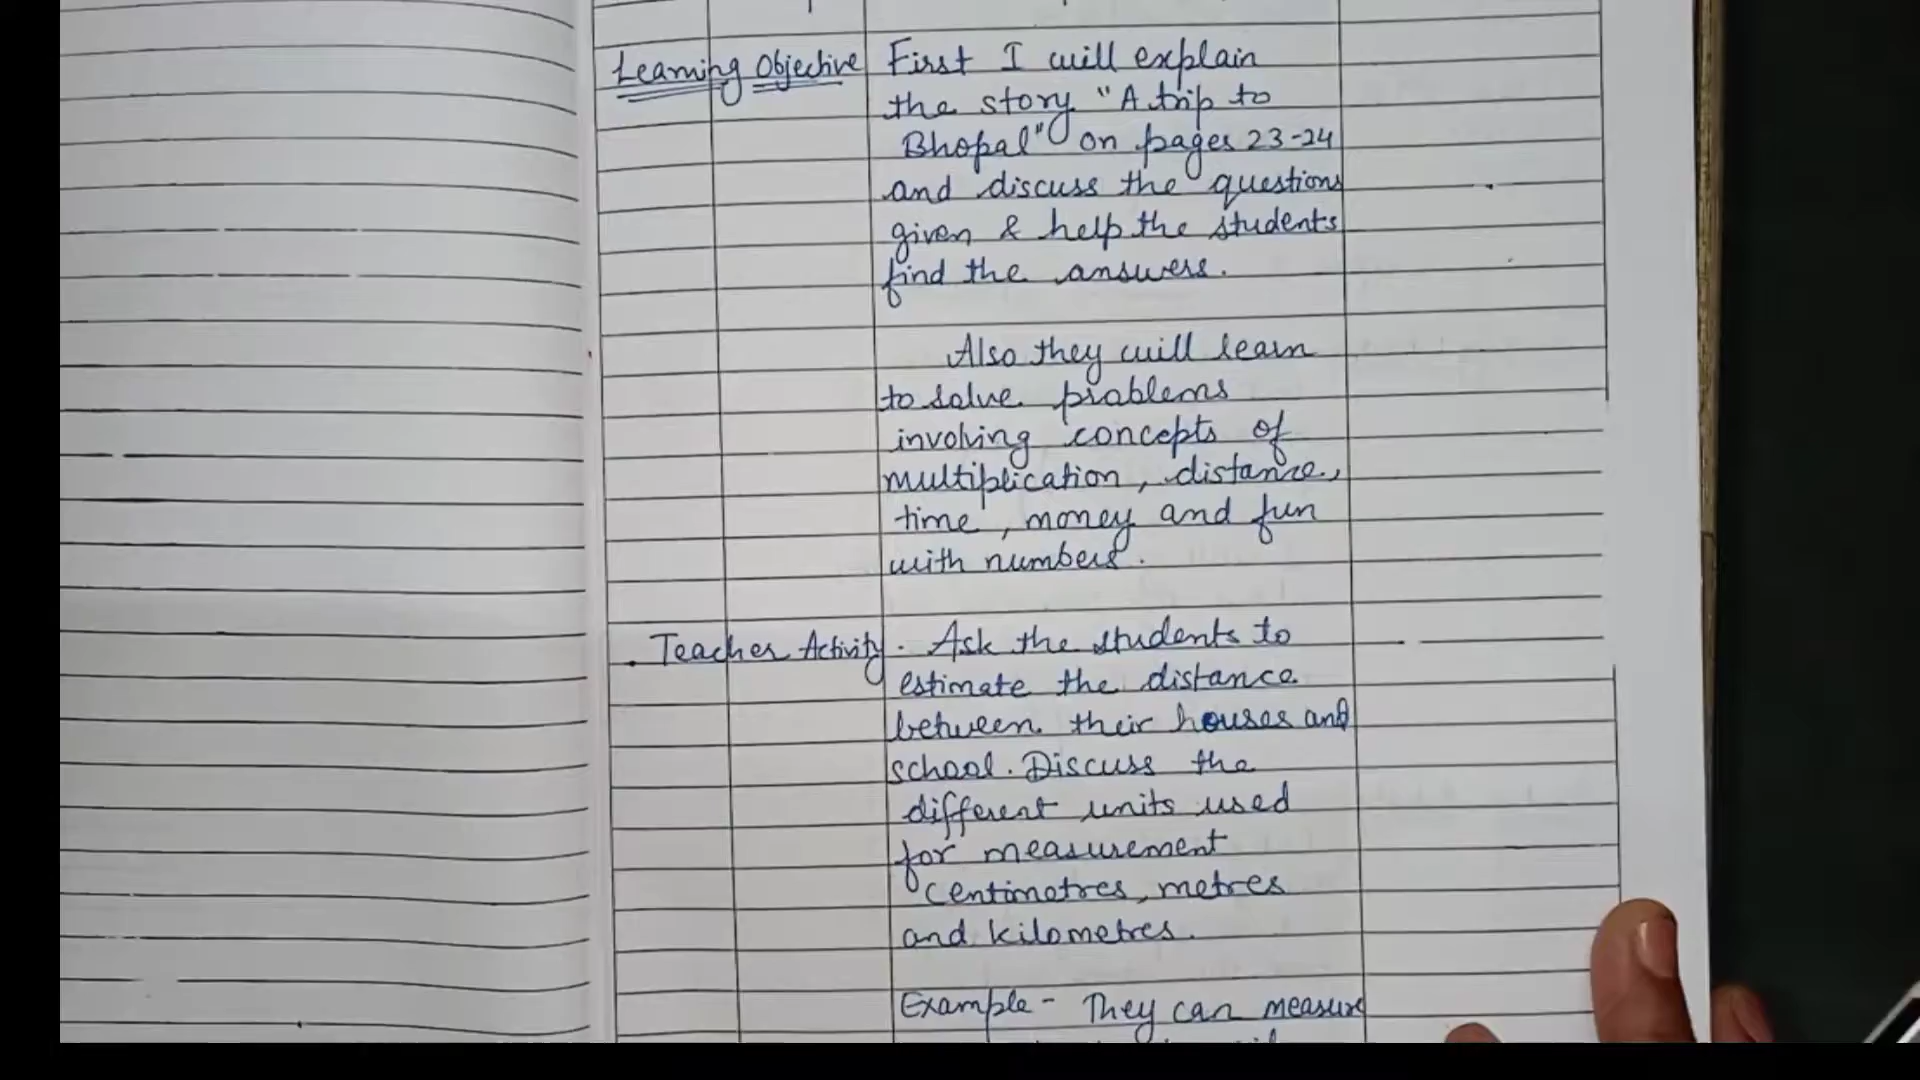 Learning Objective First I will explain
the story "A trip to
Bhopal" on pages 23-24
and discuss the questions
given & help the students
find the answers.
Also they will learn
to solve problems
involving concepts of
multiplication, distance,
time, money and fun
with numbers.
. Teacher Activity. Ask the students to
estimate the distance
between their houses and
school. Discuss the
different units used
for measurement
centimetres, metres
and kilometres.
Example - They can measure